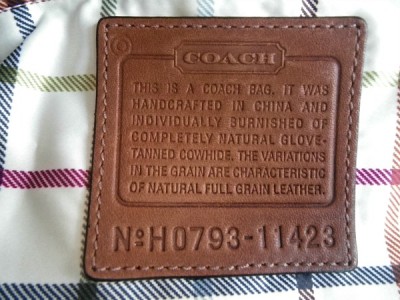 COACH
THIS IS A COACH BAG. IT WAS
HANDCRAFTED IN CHINA AND
INDIVIDUALLY BURNISHED OF
COMPLETELY NATURAL GLOVE-
TANNED COWHIDE. THE VARIATIONS
IN THE GRAIN ARE CHARACTERISTIC
OF NATURAL FULL GRAIN LEATHER.
NºH0793-11423